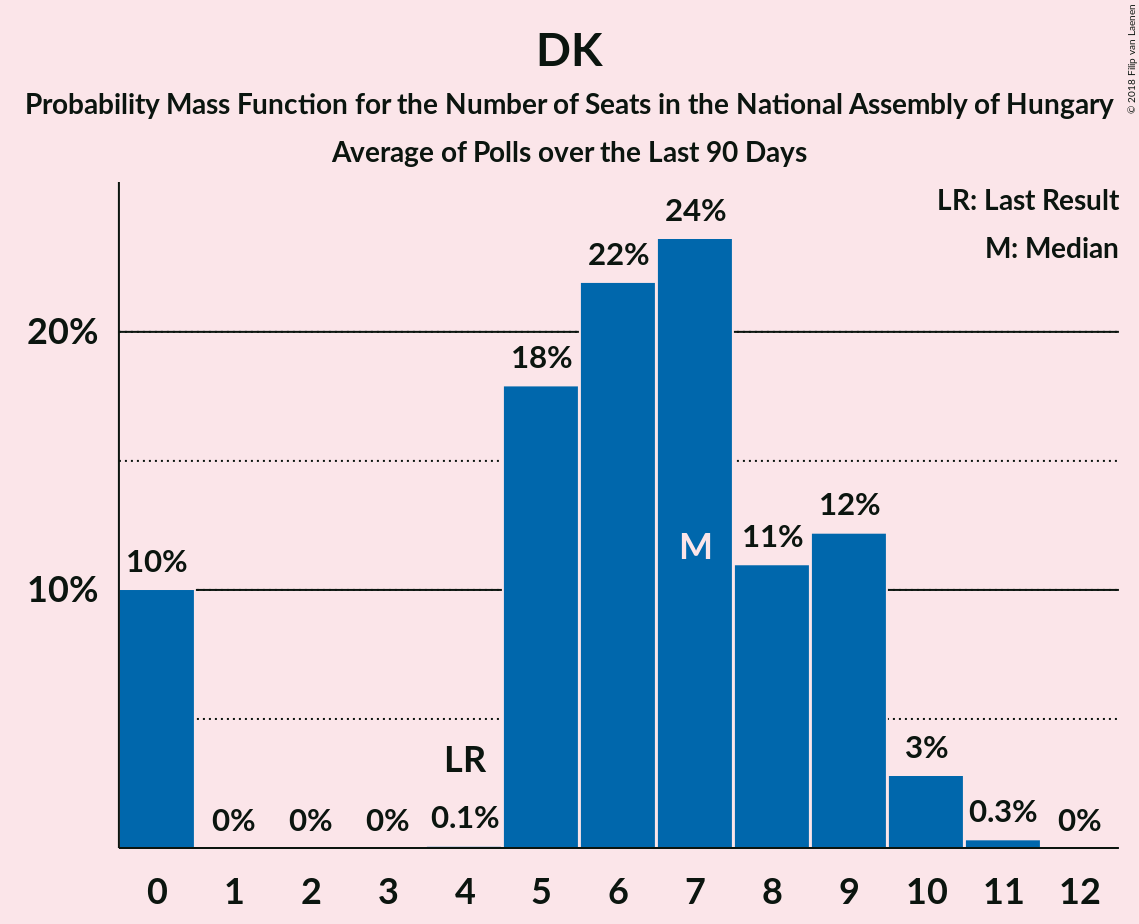 DK
Probability Mass Function for the Number of Seats in the National Assembly of Hungary
Average of Polls over the Last 90 Days
© 2018 Filip van Laenen
LR: Last Result
M: Median
20%
10%
10%
0%
0%
0%
LR
0.1%
18%
22%
24%
M
11%
12%
3%
0.3%
0%
0 1 2 3 4 5 6 7 8 9 10 11 12